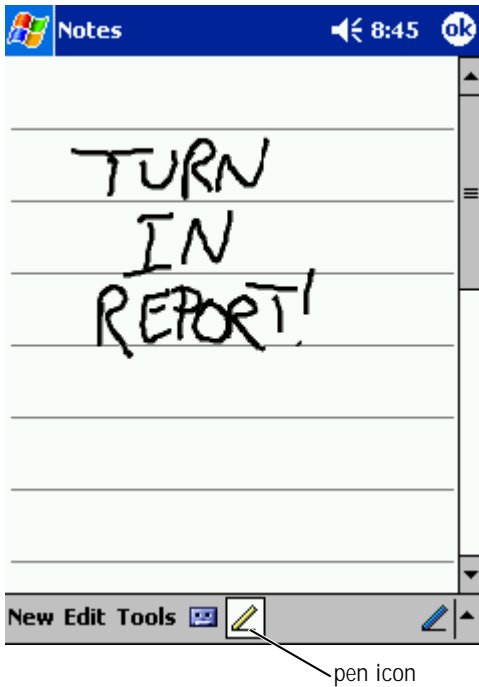 Notes 8:45 ok
TURN
IN
REPORT!
New Edit Tools
pen icon